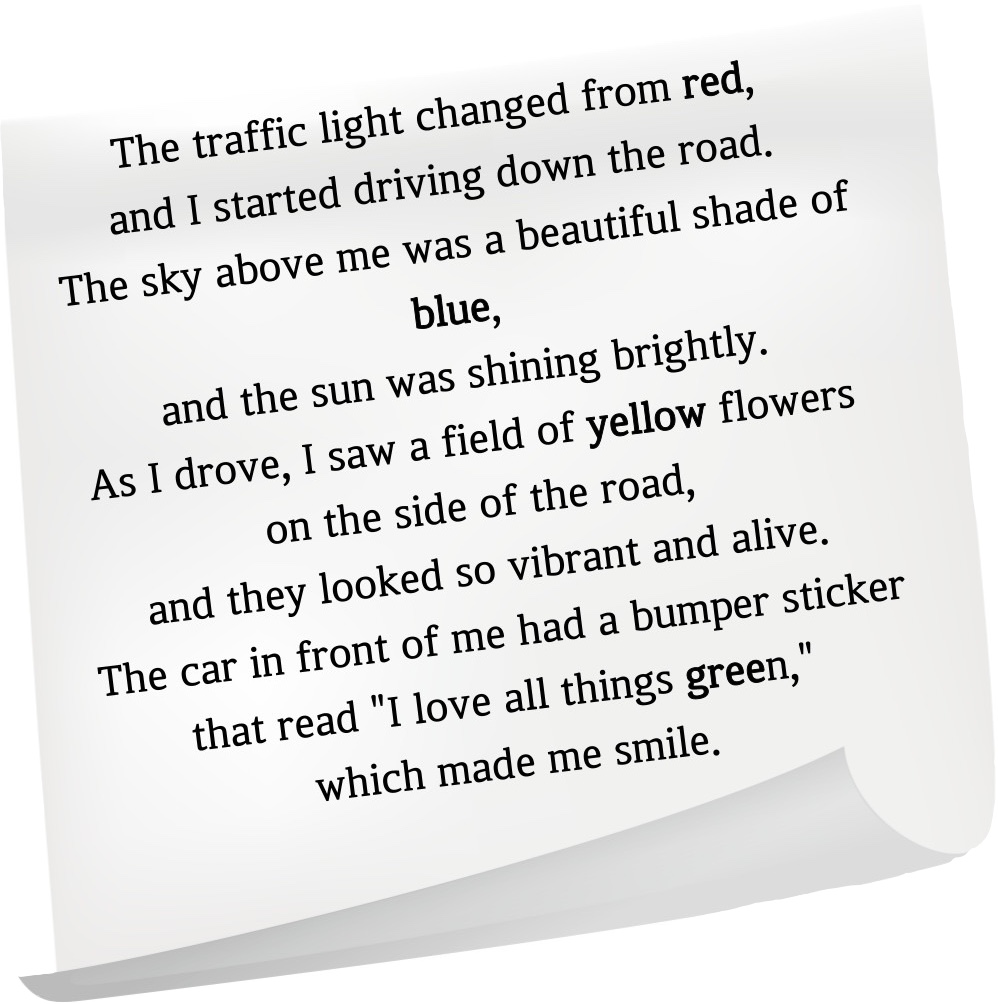 The traffic light changed from red,
and I started driving down the road.
The sky above me was a beautiful shade of
blue,
and the sun was shining brightly.
As I drove, I saw a field of yellow flowers
on the side of the road,
and they looked so vibrant and alive.
The car in front of me had a bumper sticker
that read "I love all things green,"
which made me smile.